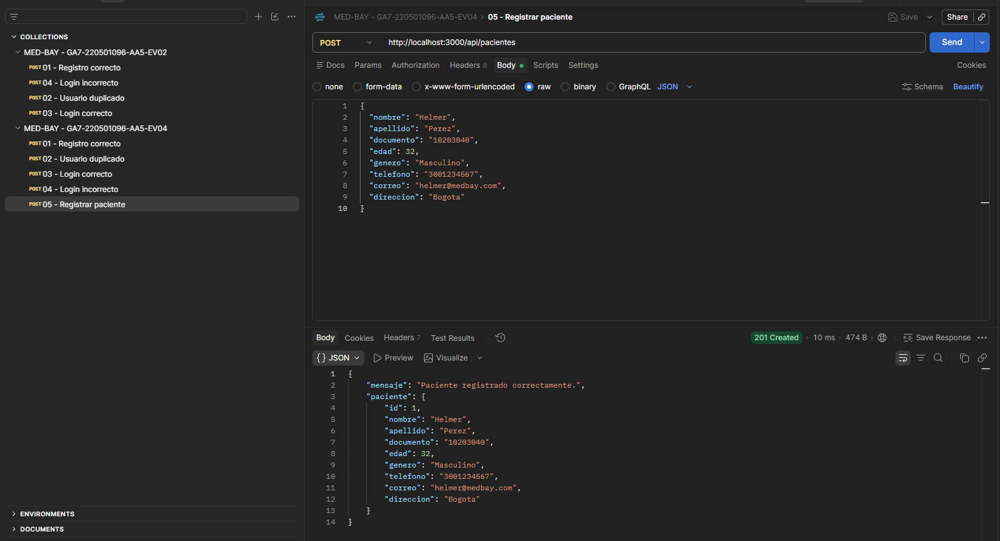 COLLECTIONS
MED-BAY - GA7-220501096-AA5-EV02
POST 01 - Registro correcto
POST 04 - Login incorrecto
POST 02 - Usuario duplicado
POST 03 - Login correcto
MED-BAY - GA7-220501096-AA5-EV04
POST 01 - Registro correcto
POST 02 - Usuario duplicado
POST 03 - Login correcto
POST 04 - Login incorrecto
POST 05 - Registrar paciente
ENVIRONMENTS
DOCUMENTS
HTTP MED-BAY - GA7-220501096-AA5-EV04 > 05 - Registrar paciente Save Share
POST http://localhost:3000/api/pacientes Send
Docs Params Authorization Headers 8 Body Scripts Settings Cookies
none form-data x-www-form-urlencoded raw binary GraphQL JSON Schema Beautify
1 {
2 "nombre": "Helmer",
3 "apellido": "Perez",
4 "documento": "10203040",
5 "edad": 32,
6 "genero": "Masculino",
7 "telefono": "3001234567",
8 "correo": "helmer@medbay.com",
9 "direccion": "Bogota"
10 }
Body Cookies Headers 7 Test Results 201 Created • 10 ms • 474 B e.g. Save Response
{} JSON Preview Visualize
1 {
2 "mensaje": "Paciente registrado correctamente.",
3 "paciente": {
4 "id": 1,
5 "nombre": "Helmer",
6 "apellido": "Perez",
7 "documento": "10203040",
8 "edad": 32,
9 "genero": "Masculino",
10 "telefono": "3001234567",
11 "correo": "helmer@medbay.com",
12 "direccion": "Bogota"
13 }
14 }